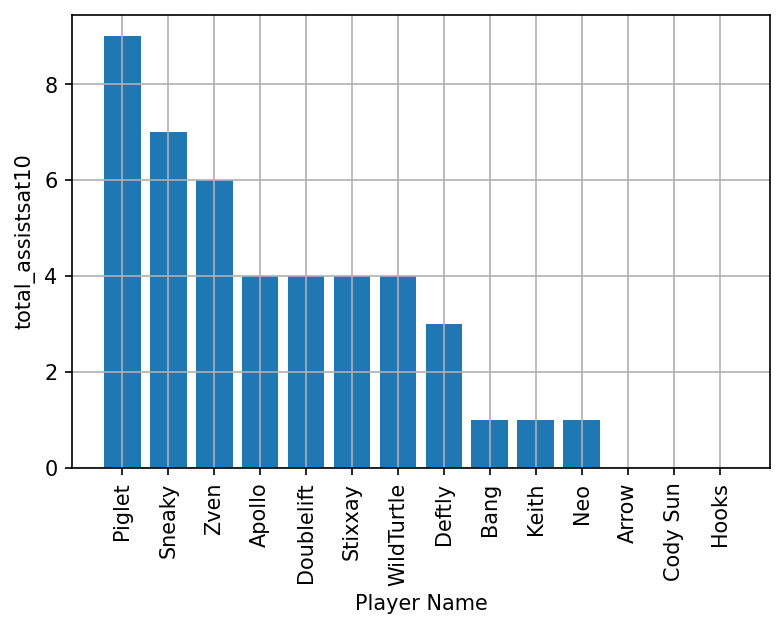 8
6
4
2
0
total_assistsat10
Piglet
Sneaky
Zven
Apollo
Doublelift
Stixxay
WildTurtle
Deftly
Bang
Keith
Neo
Arrow
Cody Sun
Hooks
Player Name